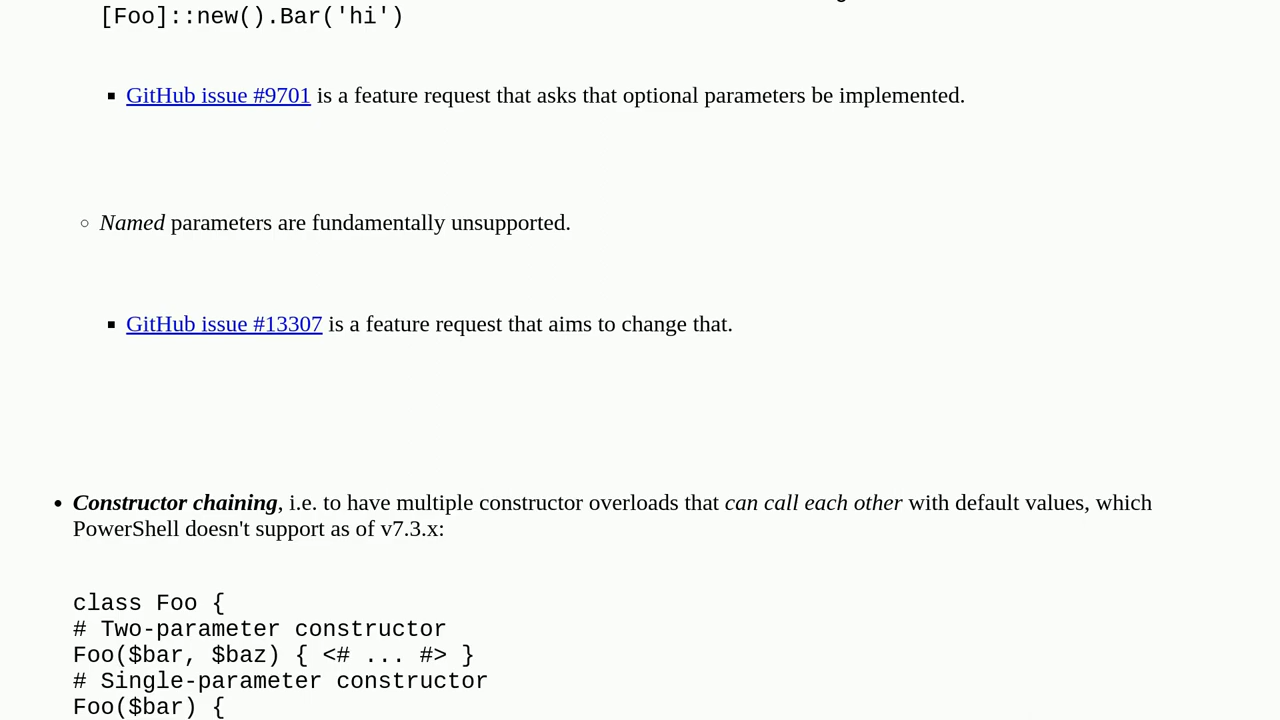 [Foo]::new().Bar('hi')
GitHub issue #9701 is a feature request that asks that optional parameters be implemented.
Named parameters are fundamentally unsupported.
GitHub issue #13307 is a feature request that aims to change that.
Constructor chaining, i.e. to have multiple constructor overloads that can call each other with default values, which
PowerShell doesn't support as of v7.3.x:
class Foo {
# Two-parameter constructor
Foo($bar, $baz) { <# ... #> }
# Single-parameter constructor
Foo($bar) {